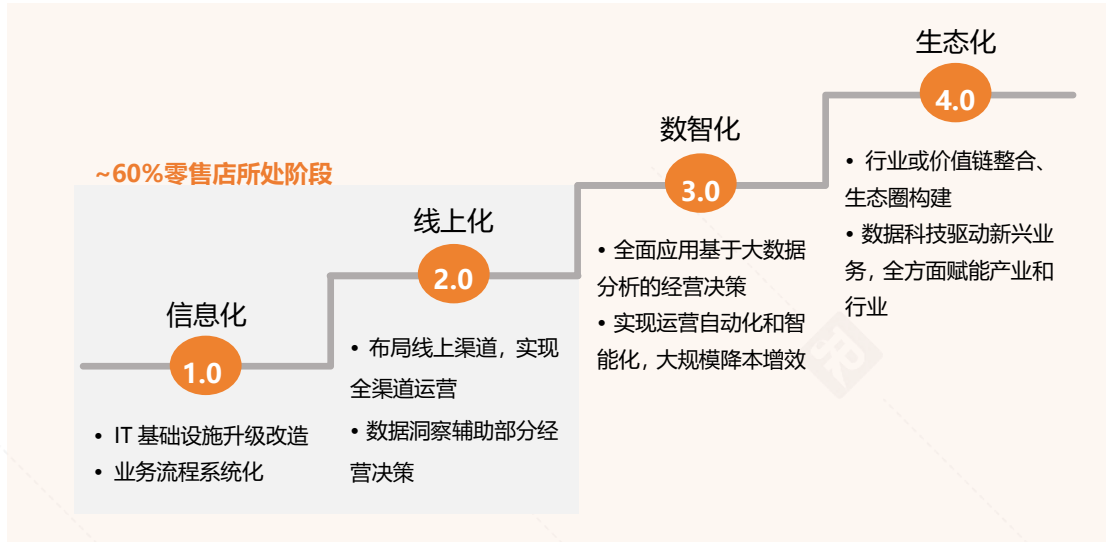 ~60%零售店所处阶段
信息化
1.0
• IT 基础设施升级改造
• 业务流程系统化
线上化
2.0
• 布局线上渠道，实现
全渠道运营
• 数据洞察辅助部分经
营决策
数智化
3.0
• 全面应用基于大数据
分析的经营决策
• 实现运营自动化和智
能化，大规模降本增效
生态化
4.0
• 行业或价值链整合、
生态圈构建
• 数据科技驱动新兴业
务，全方面赋能产业和
行业